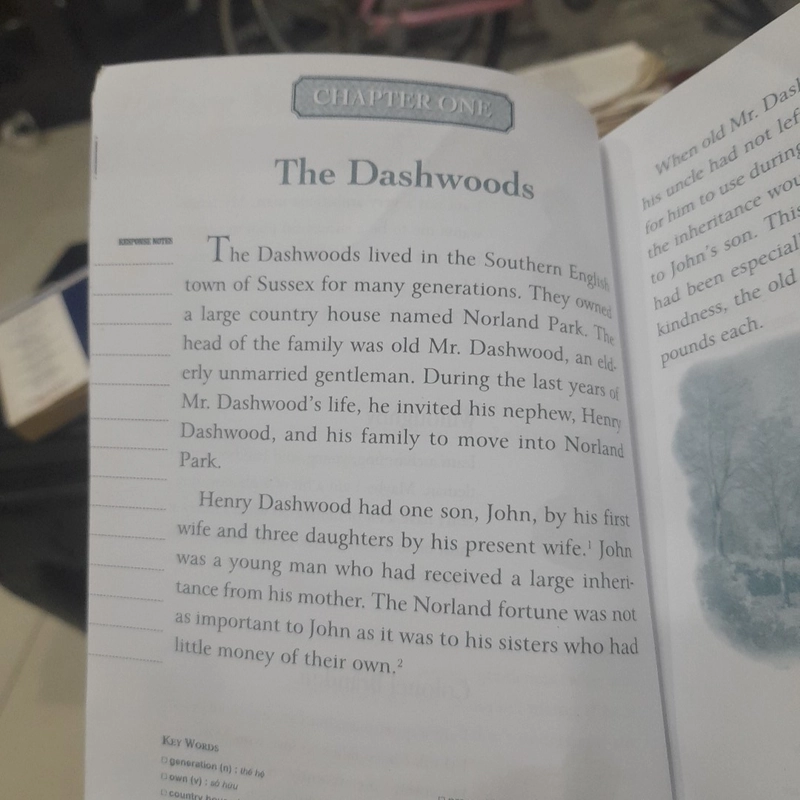 CHAPTER ONE
The Dashwoods
RESPONSE NOTES
The Dashwoods lived in the Southern English
town of Sussex for many generations. They owned
a large country house named Norland Park. The
head of the family was old Mr. Dashwood, an eld-
erly unmarried gentleman. During the last years of
Mr. Dashwood's life, he invited his nephew, Henry
Dashwood, and his family to move into Norland
Park.
Henry Dashwood had one son, John, by his first
wife and three daughters by his present wife.¹ John
was a young man who had received a large inheri-
tance from his mother. The Norland fortune was not
as important to John as it was to his sisters who had
little money of their own.²
KEY WORDS
generation (n) : thế hệ
own (v) : sở hữu
country
When old Mr. Dash
his uncle had not left
for him to use during
the inheritance wou
to John's son. This
had been especiall
kindness, the old
pounds each.